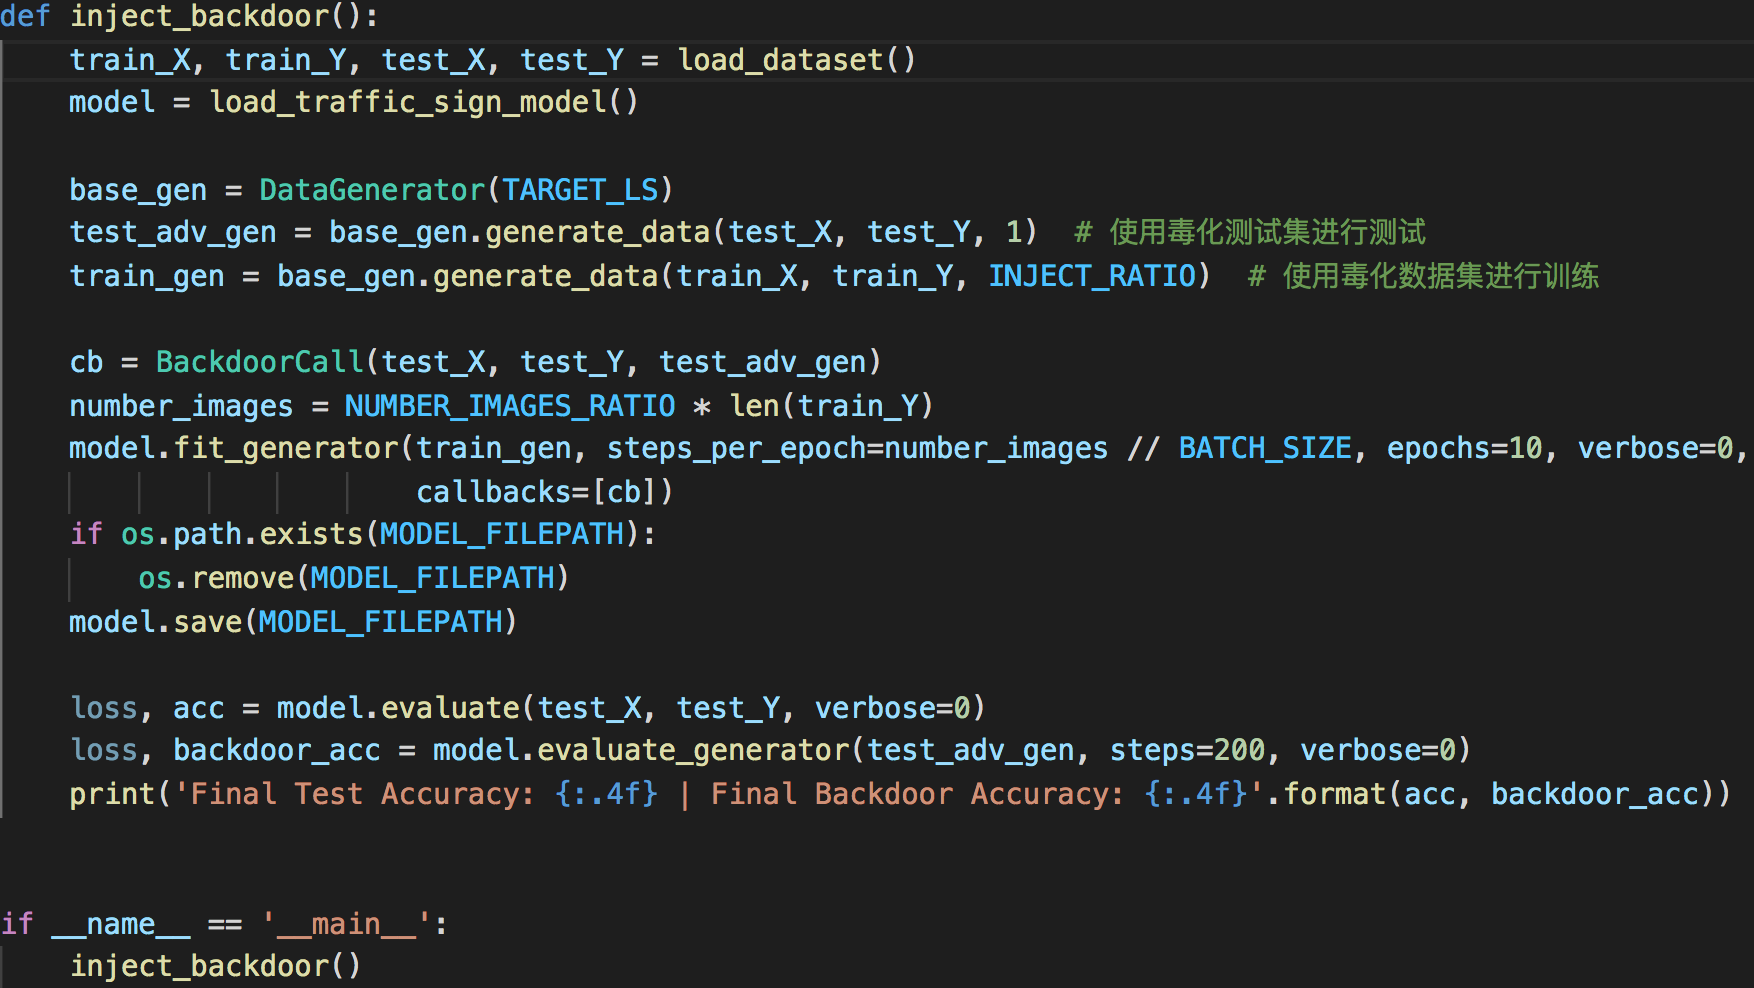 def inject_backdoor():
    train_X, train_Y, test_X, test_Y = load_dataset()
    model = load_traffic_sign_model()
    base_gen = DataGenerator(TARGET_LS)
    test_adv_gen = base_gen.generate_data(test_X, test_Y, 1)  # 使用毒化测试集进行测试
    train_gen = base_gen.generate_data(train_X, train_Y, INJECT_RATIO)  # 使用毒化数据集进行训练
    cb = BackdoorCall(test_X, test_Y, test_adv_gen)
    number_images = NUMBER_IMAGES_RATIO * len(train_Y)
    model.fit_generator(train_gen, steps_per_epoch=number_images // BATCH_SIZE, epochs=10, verbose=0,
                        callbacks=[cb])
    if os.path.exists(MODEL_FILEPATH):
        os.remove(MODEL_FILEPATH)
    model.save(MODEL_FILEPATH)
    loss, acc = model.evaluate(test_X, test_Y, verbose=0)
    loss, backdoor_acc = model.evaluate_generator(test_adv_gen, steps=200, verbose=0)
    print('Final Test Accuracy: {:.4f} | Final Backdoor Accuracy: {:.4f}'.format(acc, backdoor_acc))
if __name__ == '__main__':
    inject_backdoor()